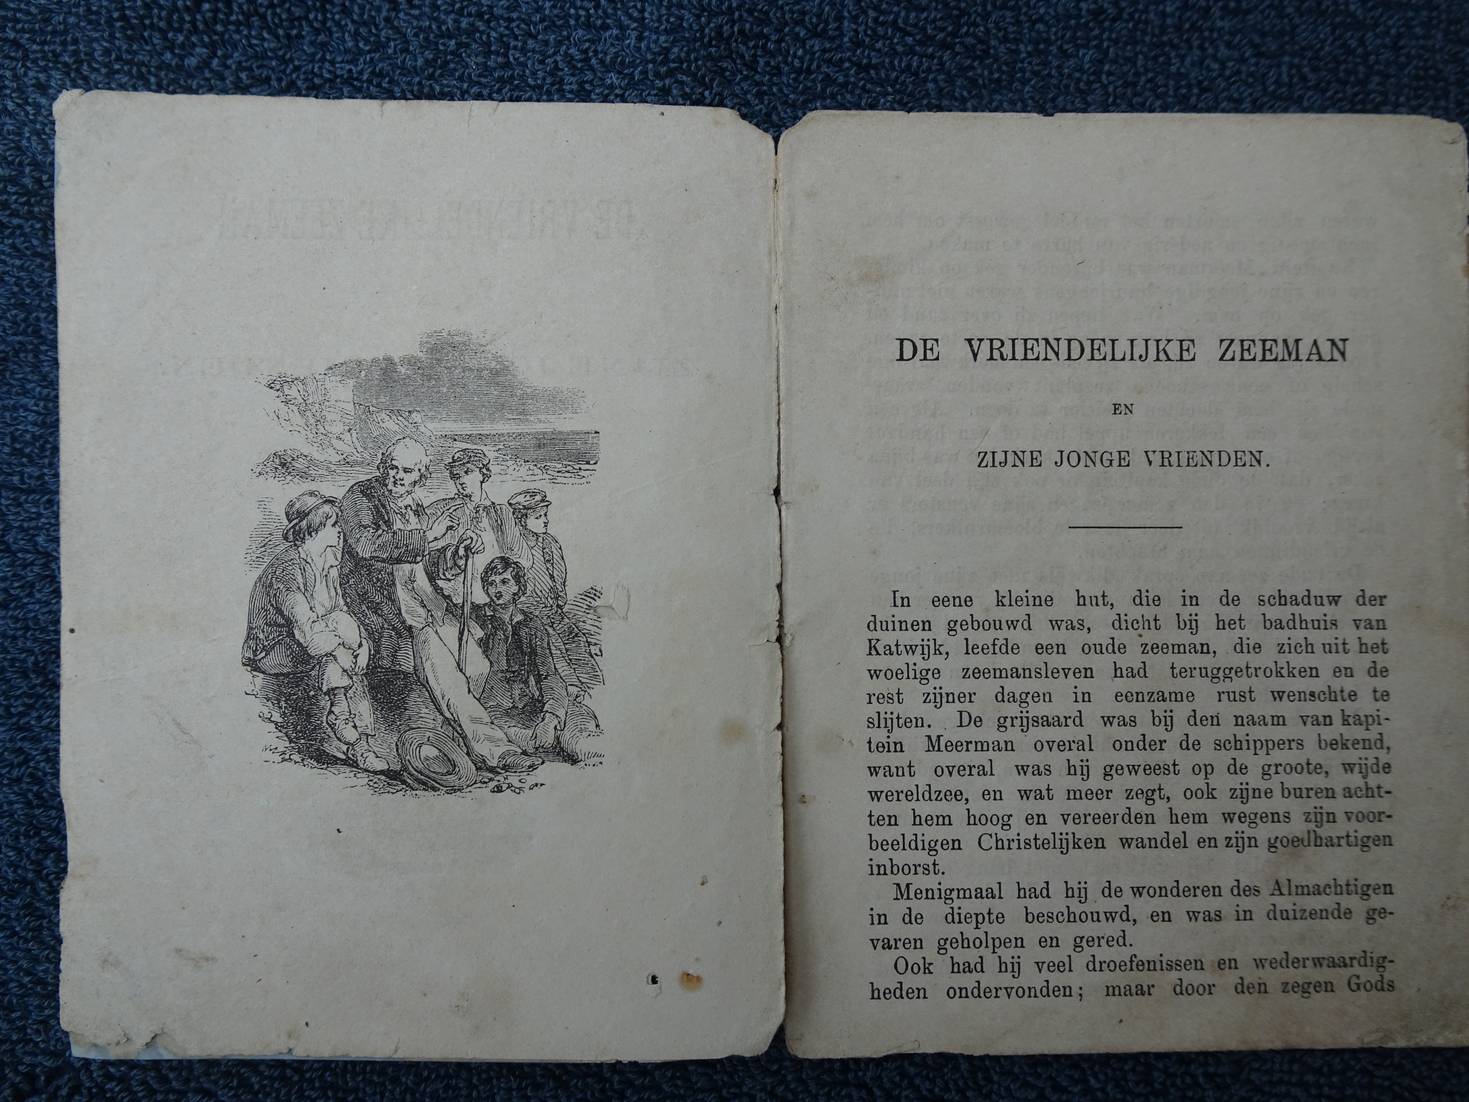 DE VRIENDELIJKE ZEEMAN
EN
ZIJNE JONGE VRIENDEN.
In eene kleine hut, die in de schaduw der
duinen gebouwd was, dicht bij het badhuis van
Katwijk, leefde een oude zeeman, die zich uit het
woelige zeemansleven had teruggetrokken en de
rest zijner dagen in eenzame rust wenschte te
slijten. De grijsaard was bij den naam van kapi-
tein Meerman overal onder de schippers bekend,
want overal was hij geweest op de groote, wijde
wereldzee, en wat meer zegt, ook zijne buren acht-
ten hem hoog en vereerden hem wegens zijn voor-
beeldigen Christelijken wandel en zijn goedhartigen
inborst.
Menigmaal had hij de wonderen des Almachtigen
in de diepte beschouwd, en was in duizende ge-
varen geholpen en gered.
Ook had hij veel droefenissen en wederwaardig-
heden ondervonden; maar door den zegen Gods